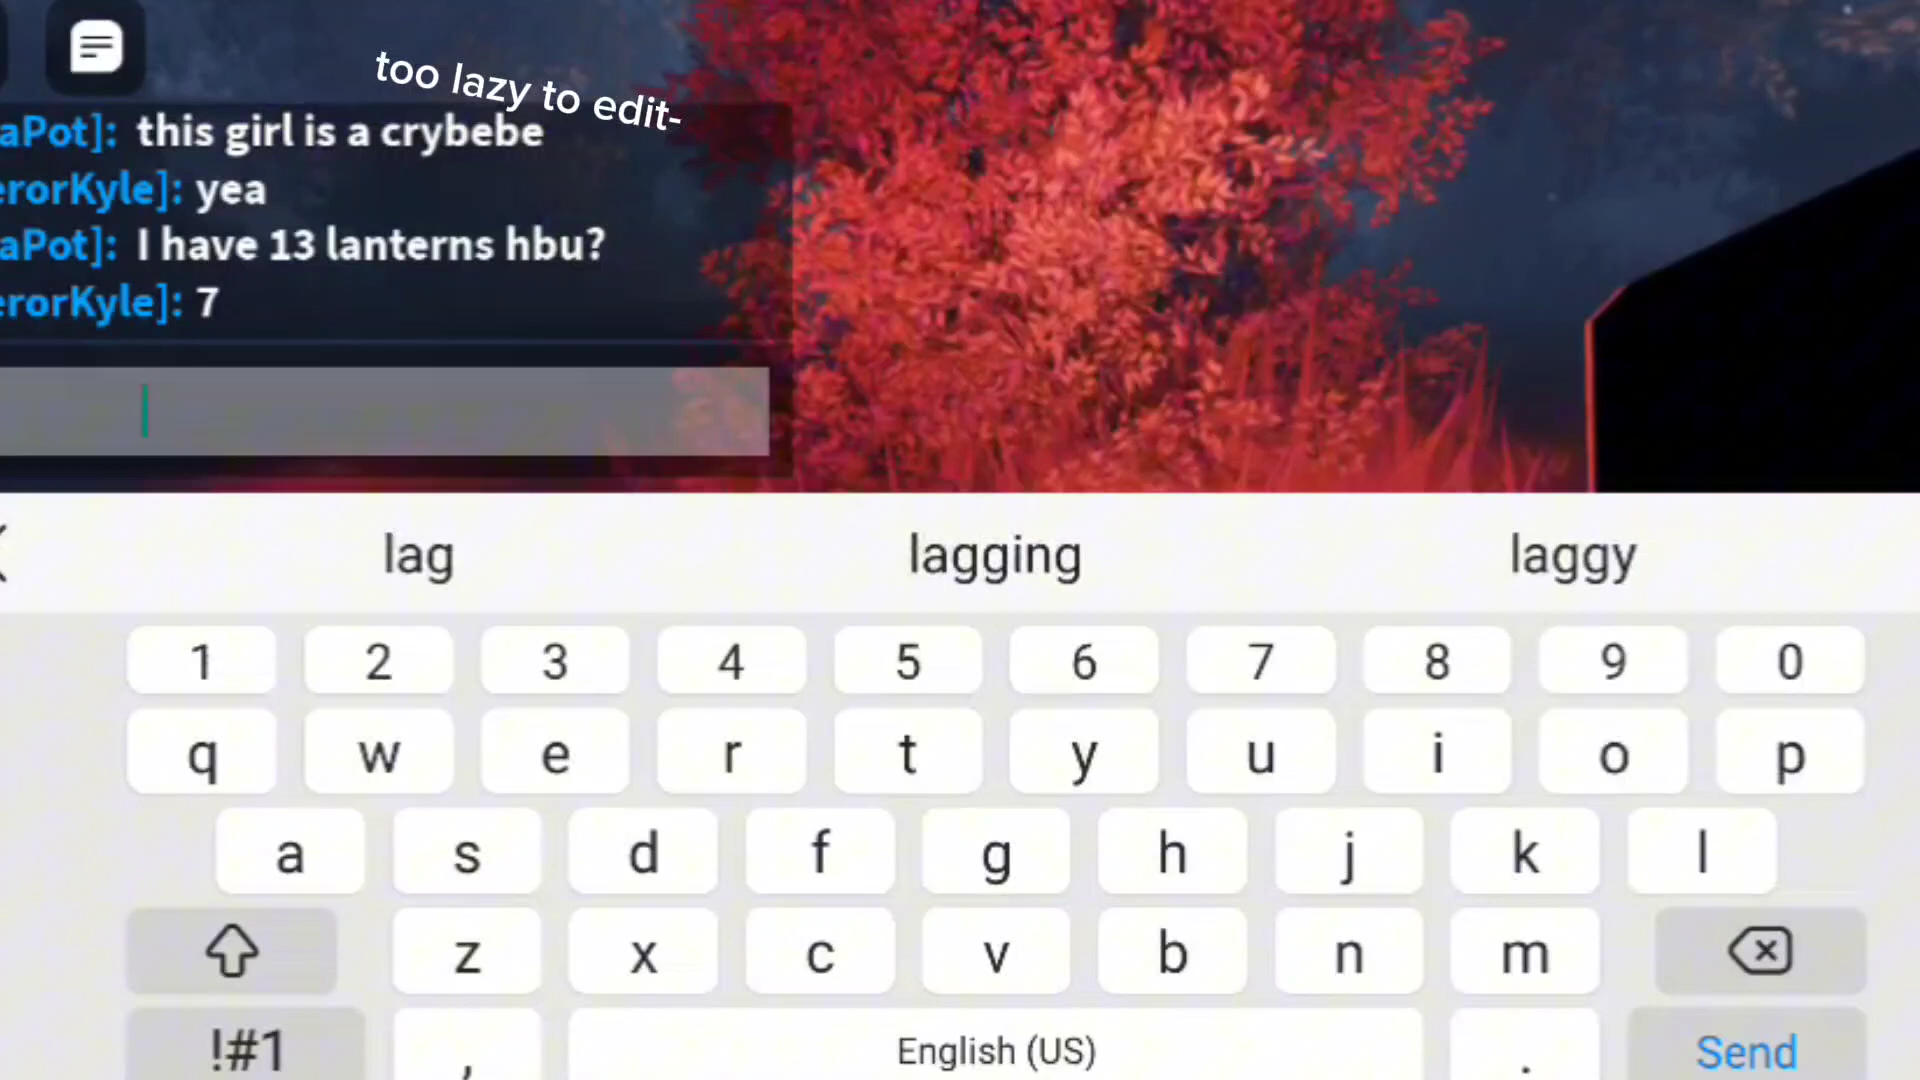 too lazy to edit-
aPot]: this girl is a crybebe
erorKyle]: yea
aPot]: I have 13 lanterns hbu?
erorKyle]: 7
lag lagging laggy
1 2 3 4 5 6 7 8 9 0
q w e r t y u i o p
a s d f g h j k l
z x c v b n m
!#1 , English (US) . Send